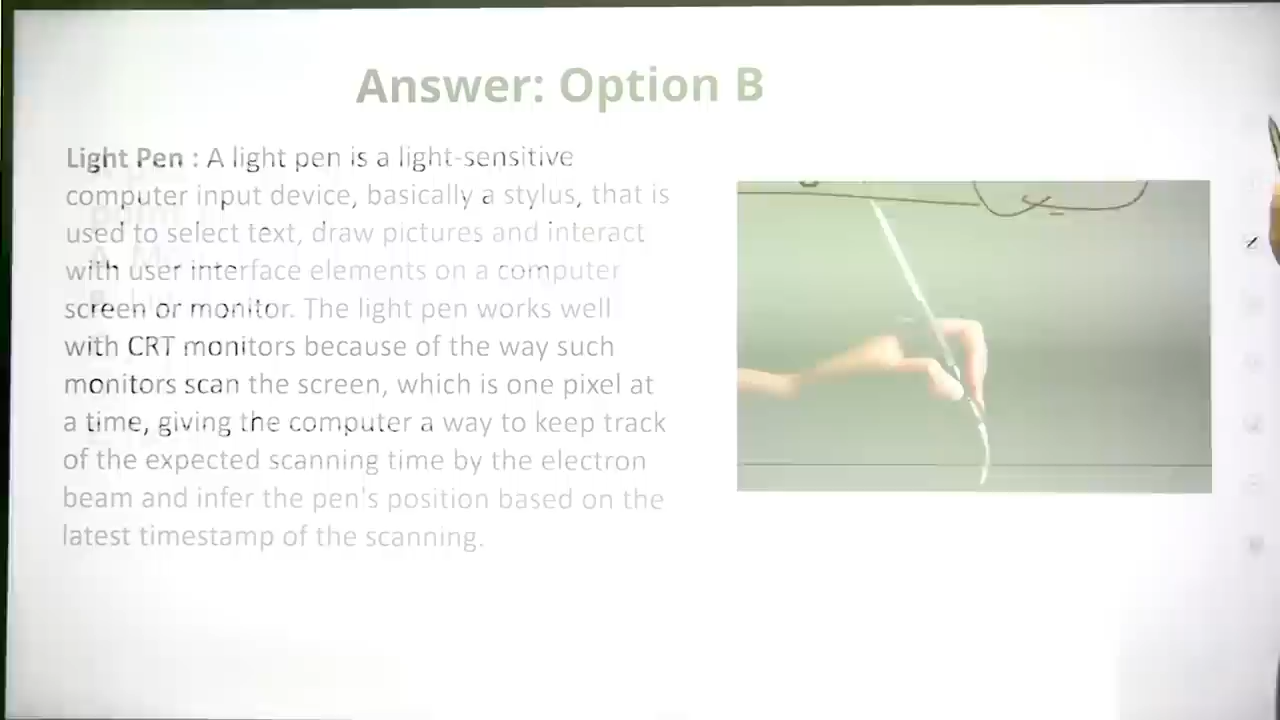 Answer: Option B
Light Pen : A light pen is a light-sensitive
computer input device, basically a stylus, that is
used to select text, draw pictures and interact
with user interface elements on a computer
screen or monitor. The light pen works well
with CRT monitors because of the way such
monitors scan the screen, which is one pixel at
a time, giving the computer a way to keep track
of the expected scanning time by the electron
beam and infer the pen's position based on the
latest timestamp of the scanning.